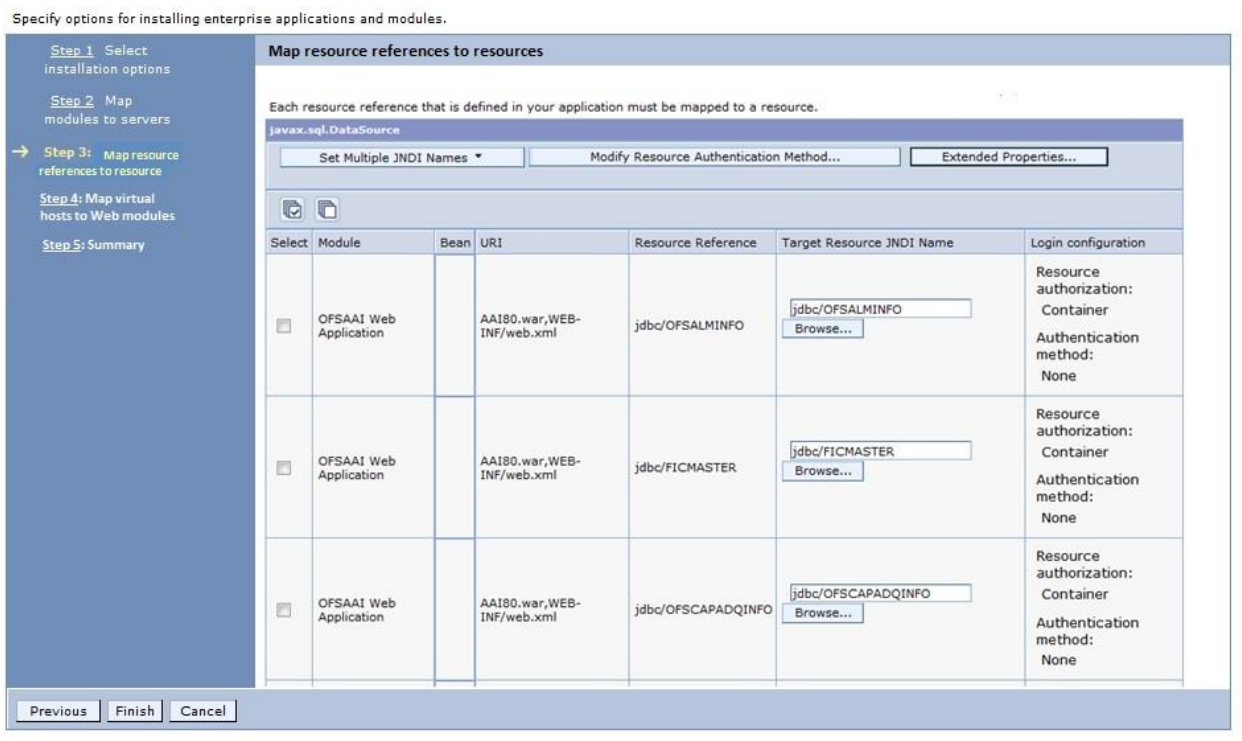 Specify options for installing enterprise applications and modules.
Step 1 Select
installation options
Step 2 Map
modules to servers
Step 3: Map resource
references to resource
Step 4: Map virtual
hosts to Web modules
Step 5: Summary
Map resource references to resources
Each resource reference that is defined in your application must be mapped to a resource.
javax.sql.DataSource
Set Multiple JNDI Names Modify Resource Authentication Method... Extended Properties...
Select Module Bean URI Resource Reference Target Resource JNDI Name Login configuration
OFSAAI Web
Application
AAI80.war,WEB-
INF/web.xml
jdbc/OFSALMINFO
jdbc/OFSALMINFO
Browse...
Resource
authorization:
Container
Authentication
method:
None
OFSAAI Web
Application
AAI80.war,WEB-
INF/web.xml
jdbc/FICMASTER
jdbc/FICMASTER
Browse...
Resource
authorization:
Container
Authentication
method:
None
OFSAAI Web
Application
AAI80.war,WEB-
INF/web.xml
jdbc/OFSCAPADQINFO
jdbc/OFSCAPADQINFO
Browse...
Resource
authorization:
Container
Authentication
method:
None
Previous Finish Cancel